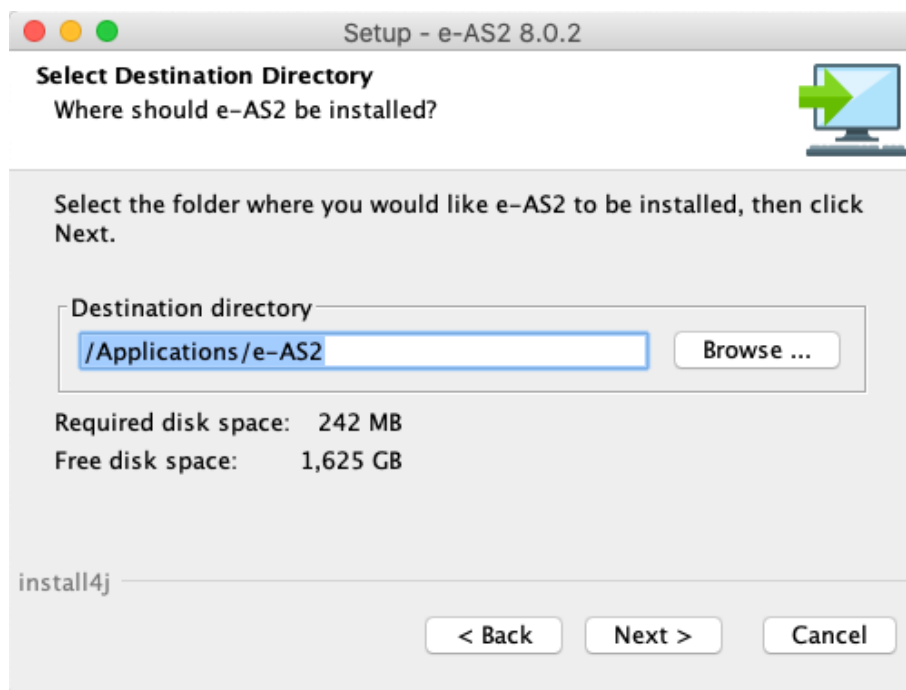 Setup - e-AS2 8.0.2
Select Destination Directory
Where should e-AS2 be installed?
Select the folder where you would like e-AS2 to be installed, then click
Next.
Destination directory
/Applications/e-AS2
Browse ...
Required disk space: 242 MB
Free disk space: 1,625 GB
install4j
< Back Next > Cancel